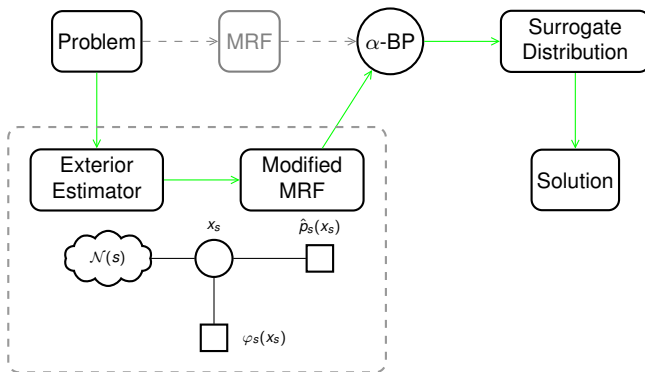 Problem
MRF
α-BP
Surrogate
Distribution
Exterior
Estimator
Modified
MRF
Solution
x_s
p̂_s(x_s)
𝒩(s)
φ_s(x_s)